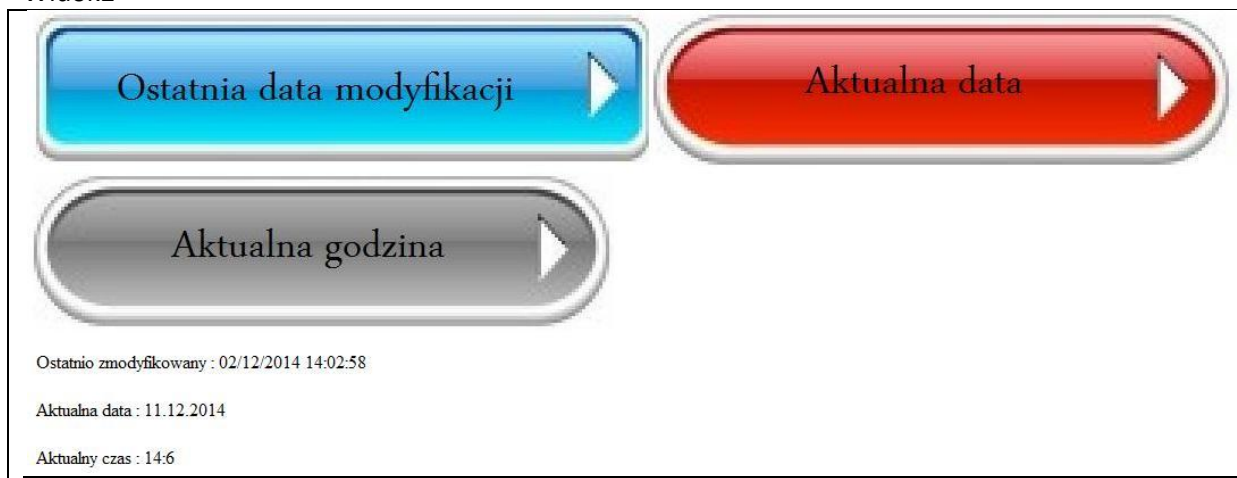 Ostatnia data modyfikacji
Aktualna data
Aktualna godzina
Ostatnio zmodyfikowany : 02/12/2014 14:02:58
Aktualna data : 11.12.2014
Aktualny czas : 14:6